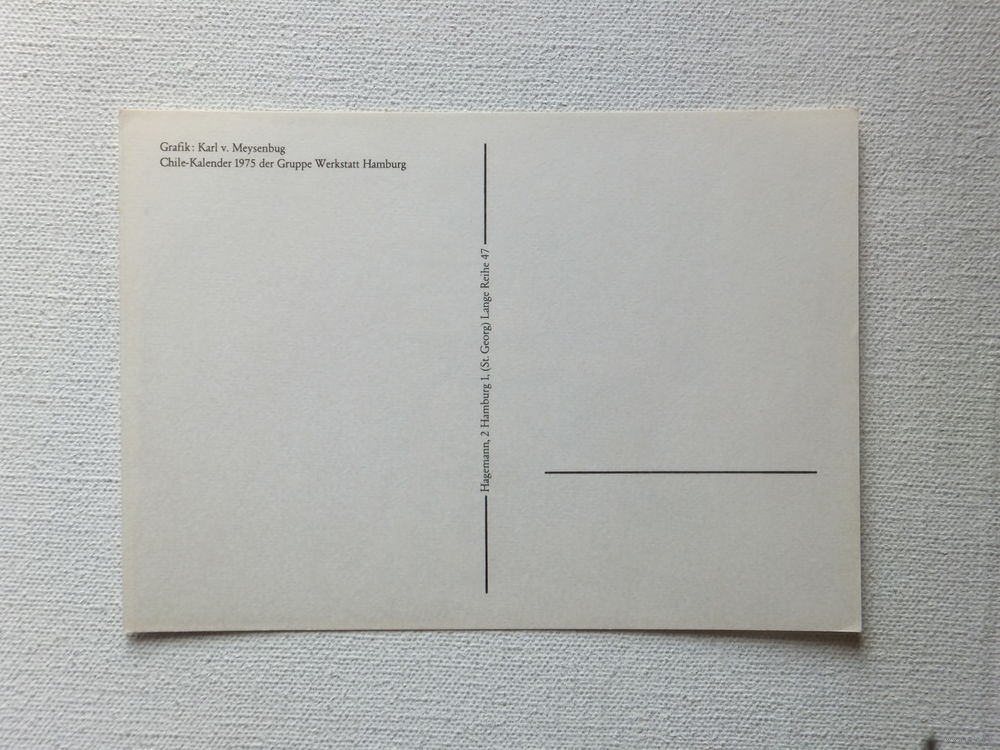 Grafik: Karl v. Meysenbug
Chile-Kalender 1975 der Gruppe Werkstatt Hamburg
Hagemann, 2 Hamburg 1, (St. Georg) Lange Reihe 47